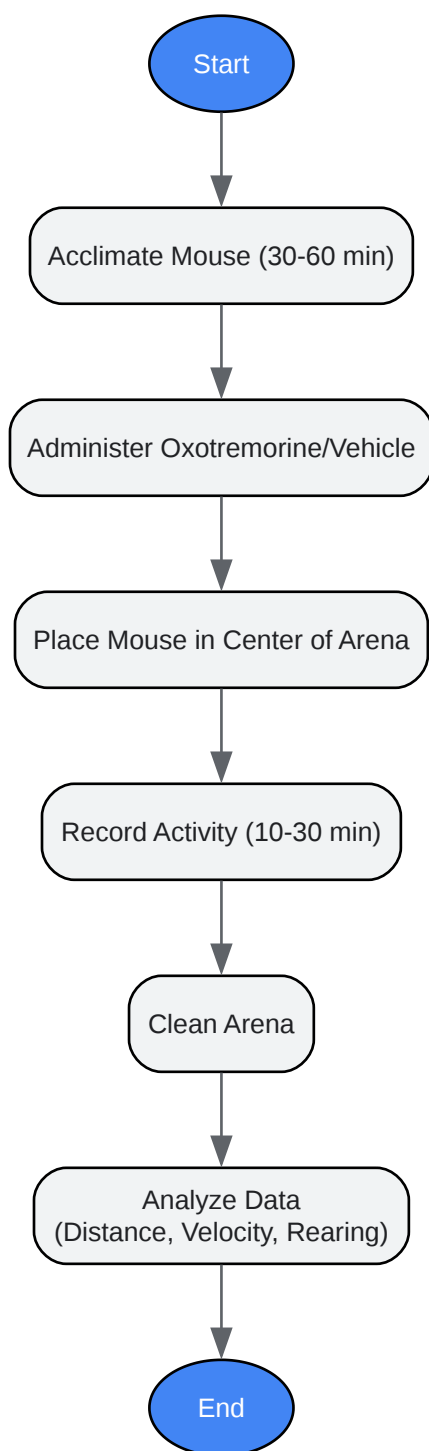 Start
Acclimate Mouse (30-60 min)
Administer Oxotremorine/Vehicle
Place Mouse in Center of Arena
Record Activity (10-30 min)
Clean Arena
Analyze Data
(Distance, Velocity, Rearing)
End